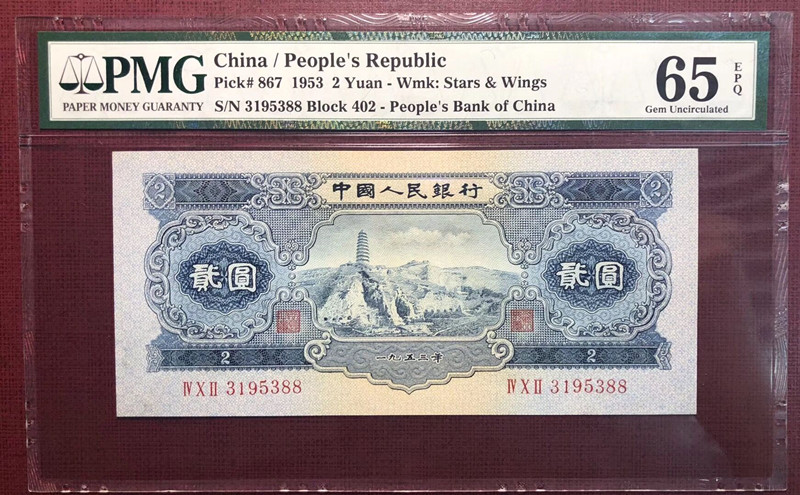 PMG
PAPER MONEY GUARANTY
China / People's Republic
Pick# 867 1953 2 Yuan - Wmk: Stars & Wings
S/N 3195388 Block 402 - People's Bank of China
65
EPQ
Gem Uncirculated
2
中國人民銀行
2
貳圓
貳圓
2
一九五三年
2
ⅣⅩⅡ 3195388
ⅣⅩⅡ 3195388